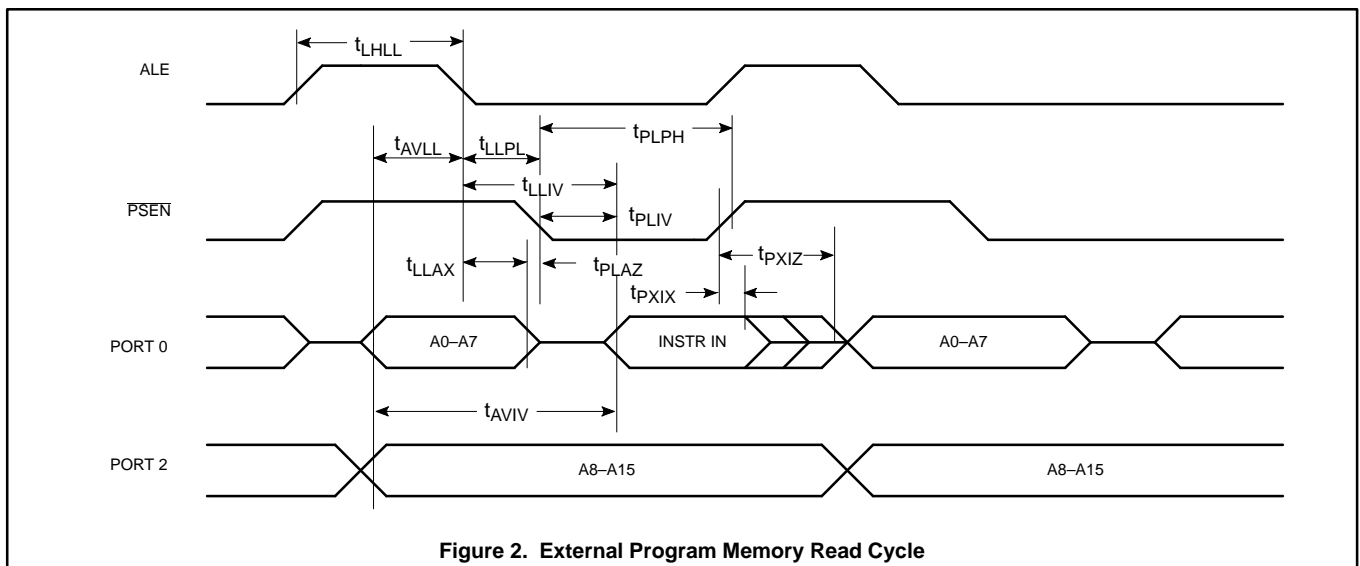 tLHLL
ALE
tPLPH
tAVLL
tLLPL
tLLIV
PSEN
tPLIV
tLLAX
tPLAZ
tPXIZ
tPXIX
PORT 0
A0–A7
INSTR IN
A0–A7
tAVIV
PORT 2
A8–A15
A8–A15
Figure 2. External Program Memory Read Cycle